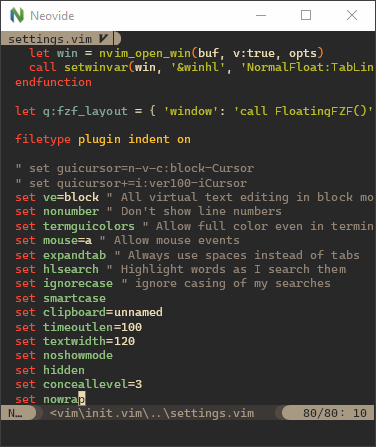 Neovide
settings.vim
let win = nvim_open_win(buf, v:true, opts)
call setwinvar(win, '&winhl', 'NormalFloat:TabLin
endfunction
let g:fzf_layout = { 'window': 'call FloatingFZF()'
filetype plugin indent on
" set guicursor=n-v-c:block-Cursor
" set guicursor+=i:ver100-iCursor
set ve=block " All virtual text editing in block mo
set nonumber " Don't show line numbers
set termguicolors " Allow full color even in termin
set mouse=a " Allow mouse events
set expandtab " Always use spaces instead of tabs
set hlsearch " Highlight words as I search them
set ignorecase " ignore casing of my searches
set smartcase
set clipboard=unnamed
set timeoutlen=100
set textwidth=120
set noshowmode
set hidden
set conceallevel=3
set nowrap
N… <vim\init.vim\..\settings.vim 80/80: 10